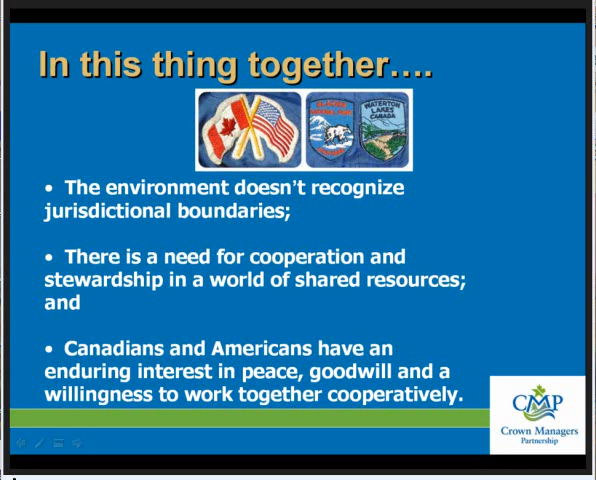 In this thing together….
WATERTON
LAKES
CANADA
• The environment doesn’t recognize
jurisdictional boundaries;
• There is a need for cooperation and
stewardship in a world of shared resources;
and
• Canadians and Americans have an
enduring interest in peace, goodwill and a
willingness to work together cooperatively.
CMP
Crown Managers
Partnership